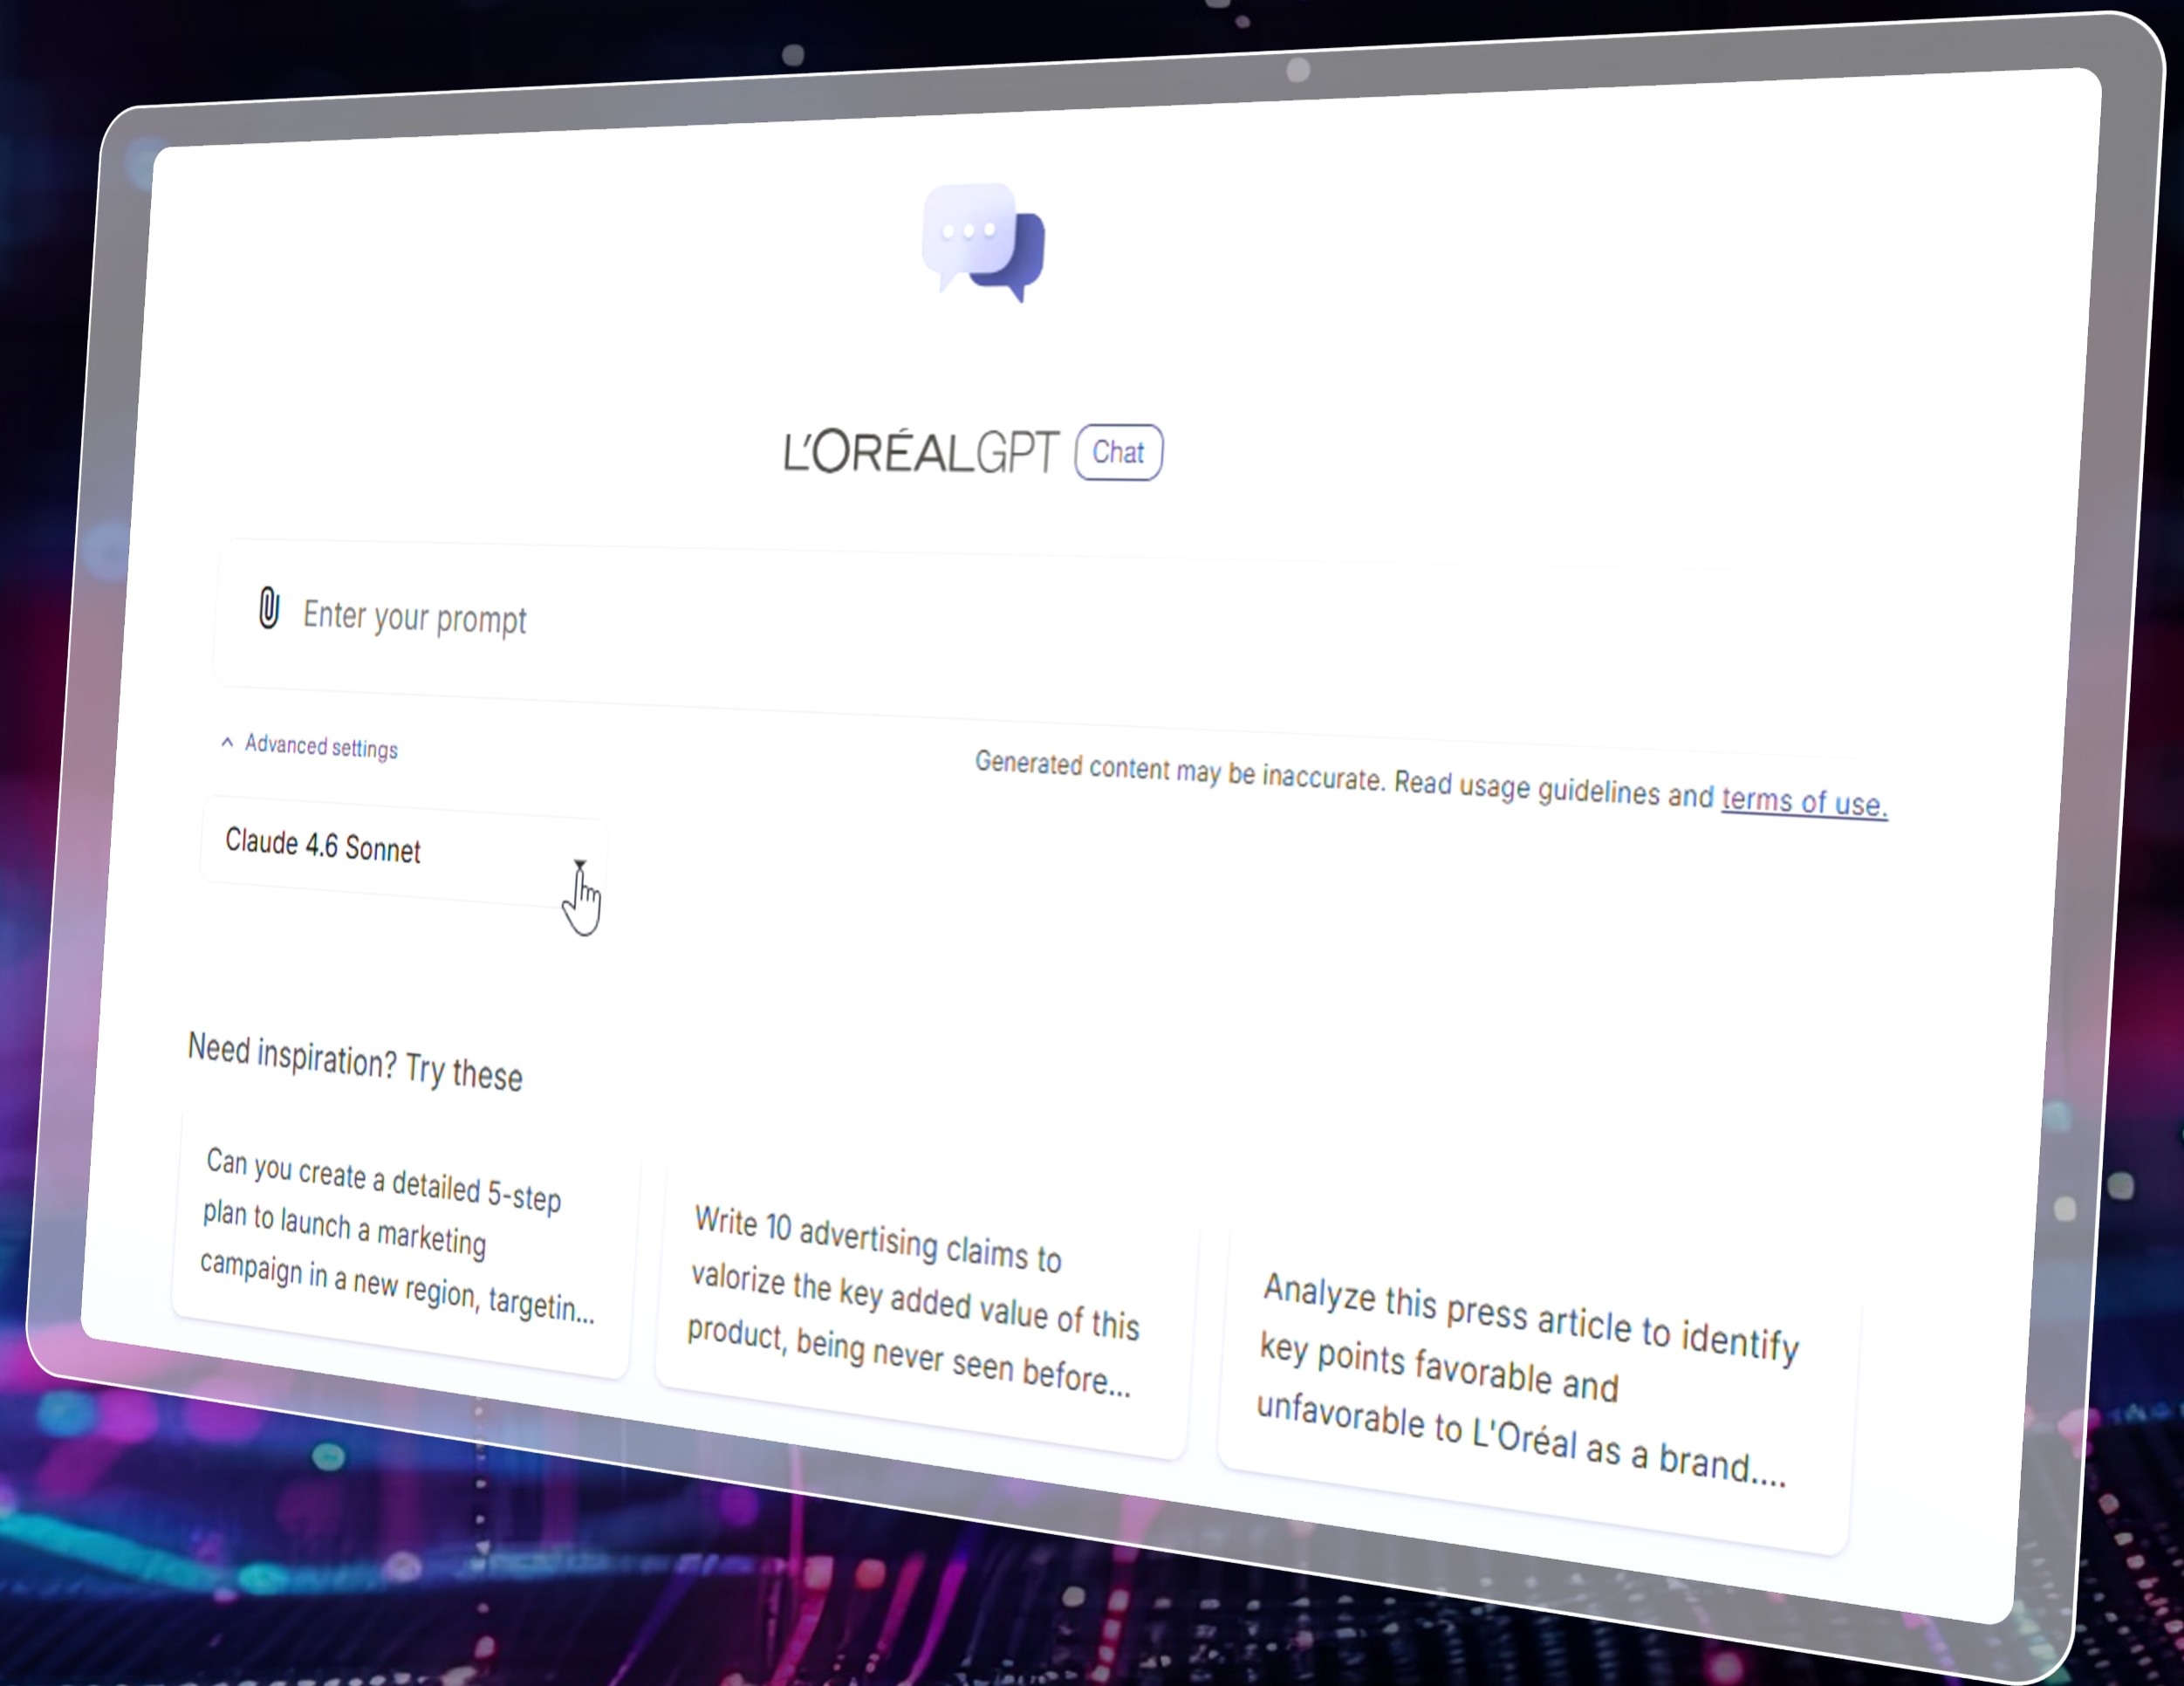 L'ORÉALGPT Chat
Enter your prompt
Advanced settings
Generated content may be inaccurate. Read usage guidelines and terms of use.
Claude 4.6 Sonnet
Need inspiration? Try these
Can you create a detailed 5-step
plan to launch a marketing
campaign in a new region, targetin...
Write 10 advertising claims to
valorize the key added value of this
product, being never seen before...
Analyze this press article to identify
key points favorable and
unfavorable to L'Oréal as a brand....